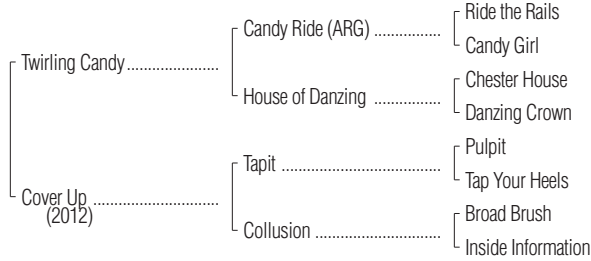 Ride the Rails
Candy Ride (ARG) ................
Candy Girl
Twirling Candy......................
Chester House
House of Danzing ................
Danzing Crown
Pulpit
Tapit ......................................
Tap Your Heels
Cover Up ..............................
(2012)
Broad Brush
Collusion ..............................
Inside Information